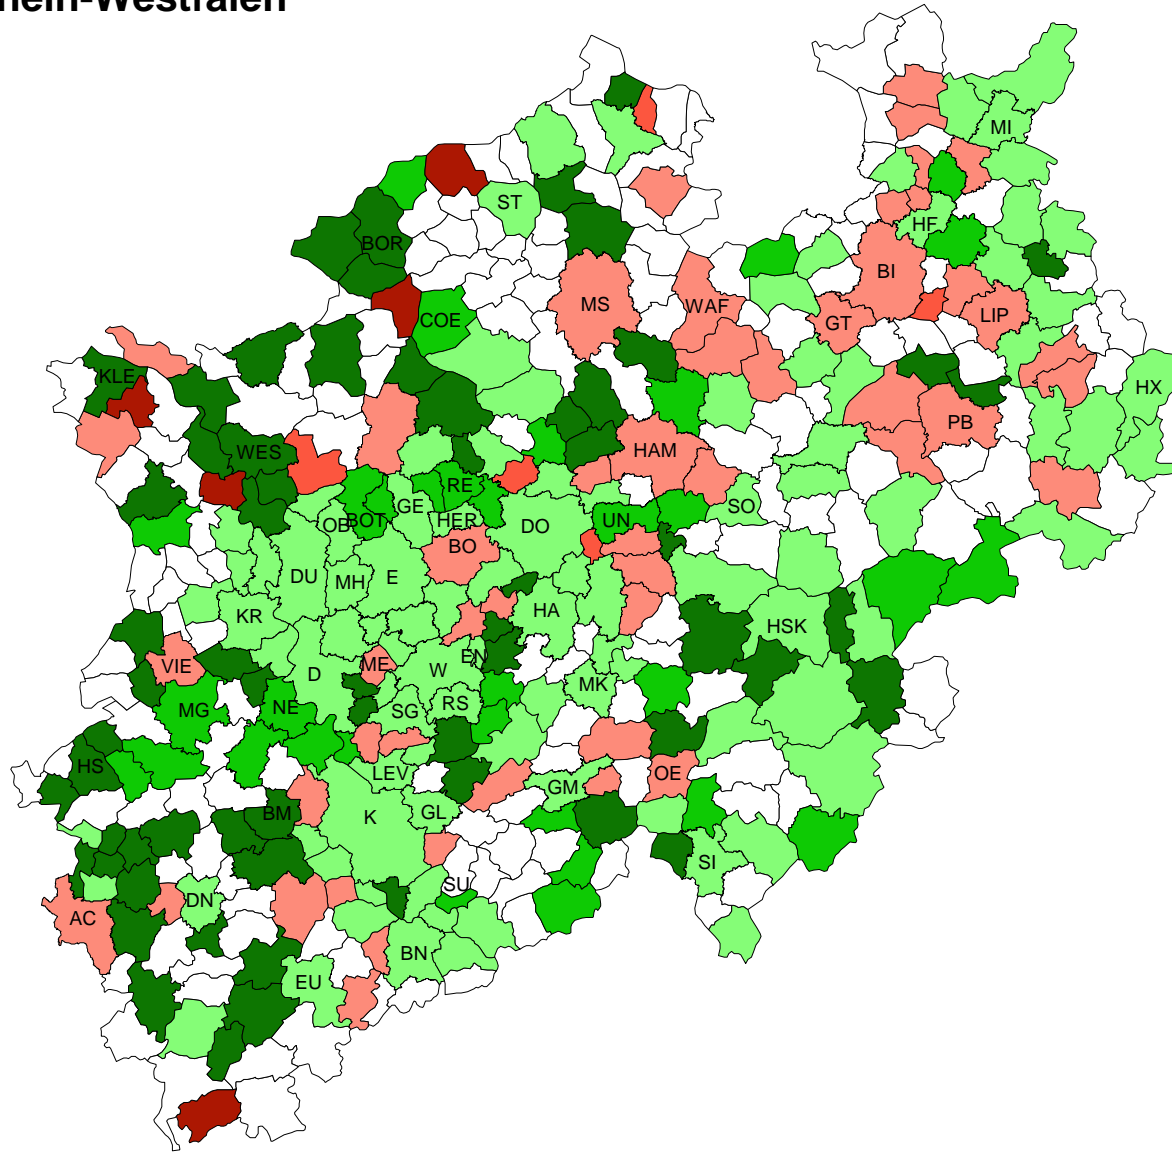 hein-Westfalen
MI
ST
HF
BOR
BI
MS
WAF
LIP
COE
GT
KLE
HX
PB
WES
HAM
RE
GE
SO
OB
BOT
HER
UN
DO
BO
DU
MH
E
HA
KR
HSK
VIE
ME
EN
W
D
MK
RS
MG
NE
SG
HS
LEV
OE
GM
BM
K
GL
SI
SU
DN
AC
BN
EU